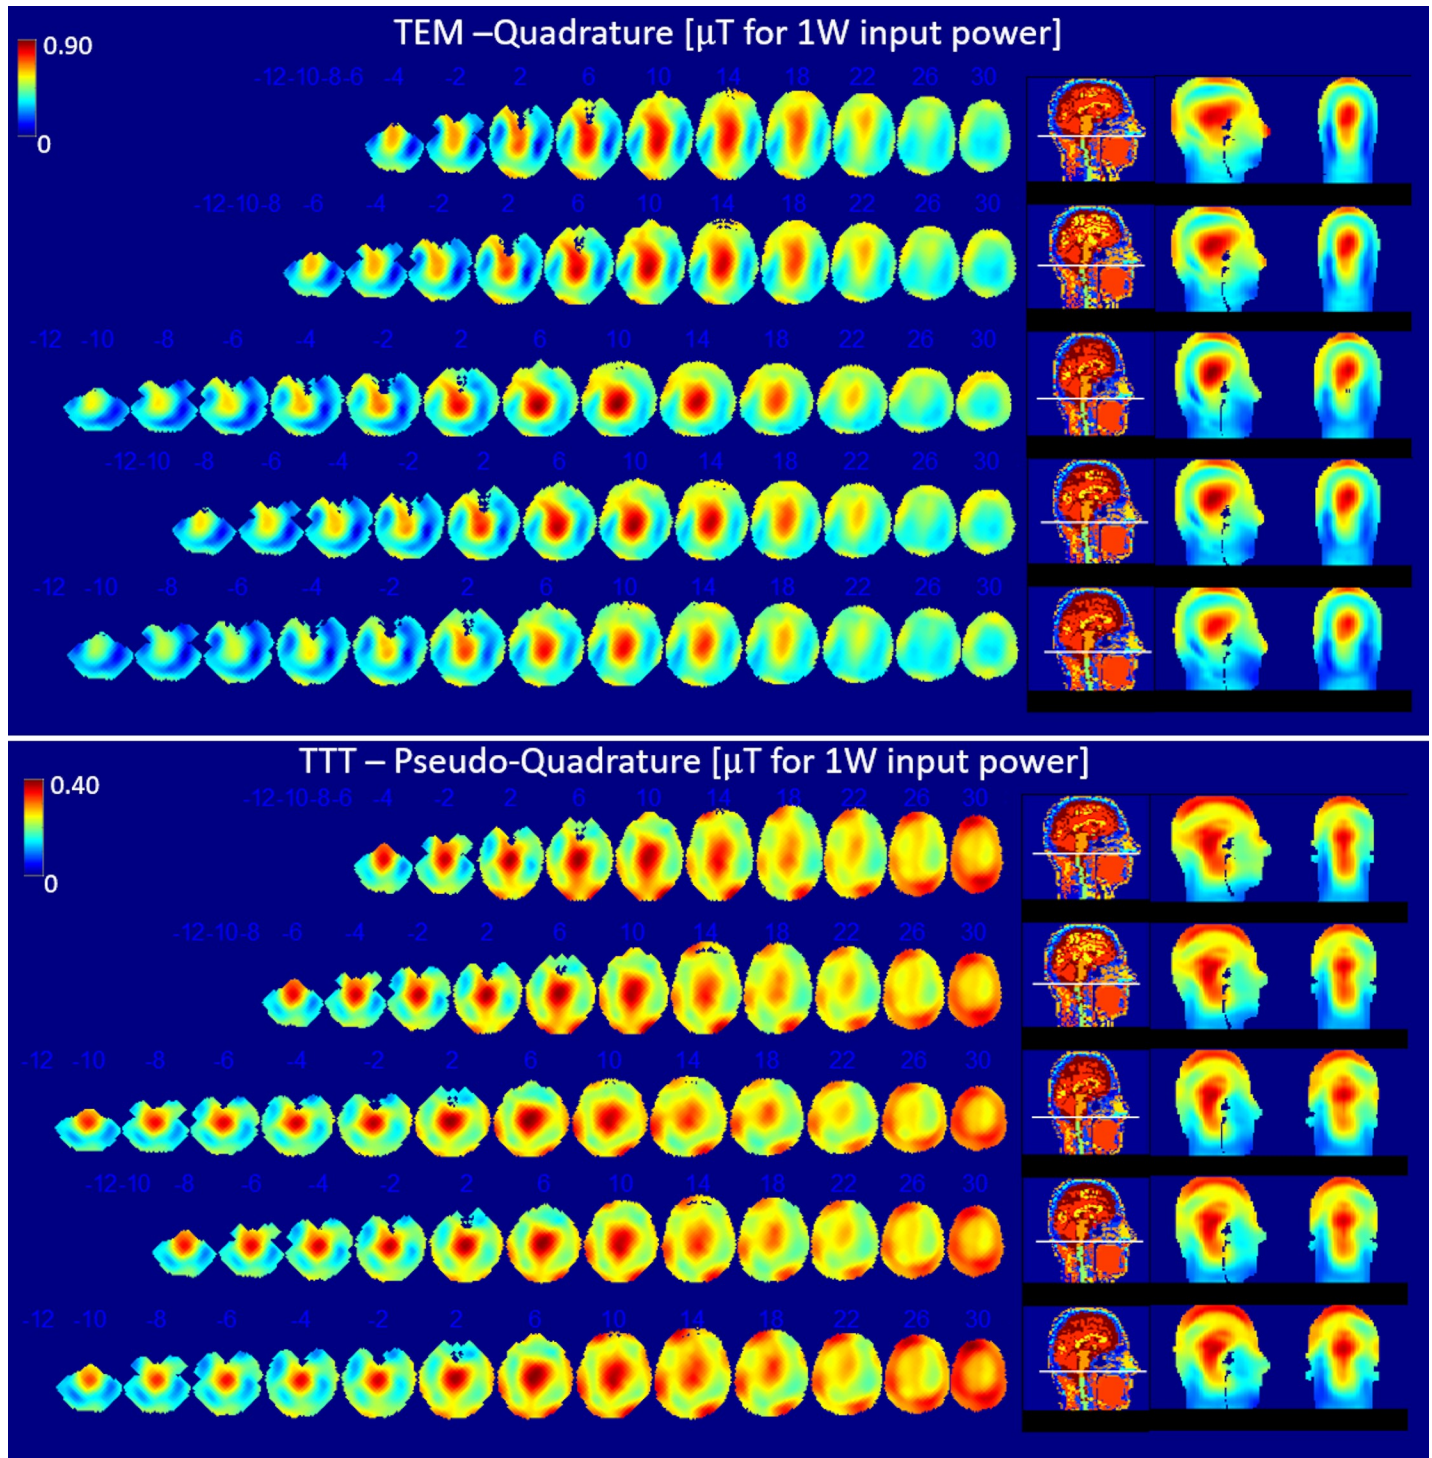 TEM –Quadrature [µT for 1W input power]
0.90
0
-12-10-8-6 -4 -2 2 6 10 14 18 22 26 30
-12-10-8 -6 -4 -2 2 6 10 14 18 22 26 30
-12 -10 -8 -6 -4 -2 2 6 10 14 18 22 26 30
-12-10 -8 -6 -4 -2 2 6 10 14 18 22 26 30
-12 -10 -8 -6 -4 -2 2 6 10 14 18 22 26 30
TTT – Pseudo-Quadrature [µT for 1W input power]
0.40
0
-12-10-8-6 -4 -2 2 6 10 14 18 22 26 30
-12-10-8 -6 -4 -2 2 6 10 14 18 22 26 30
-12 -10 -8 -6 -4 -2 2 6 10 14 18 22 26 30
-12-10 -8 -6 -4 -2 2 6 10 14 18 22 26 30
-12 -10 -8 -6 -4 -2 2 6 10 14 18 22 26 30